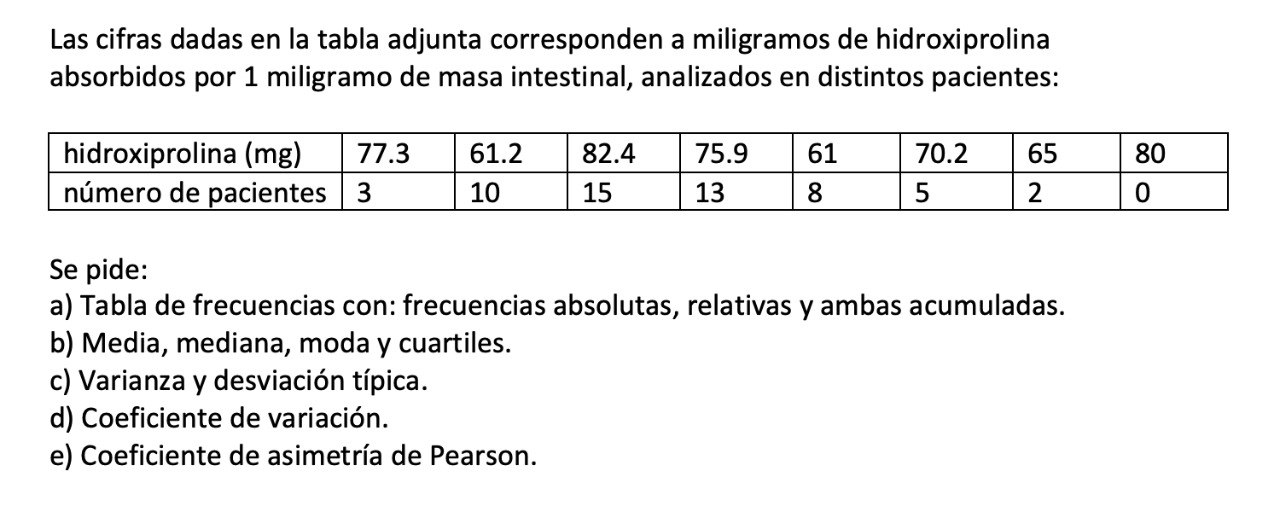 Las cifras dadas en la tabla adjunta corresponden a miligramos de hidroxiprolina
absorbidos por 1 miligramo de masa intestinal, analizados en distintos pacientes:
hidroxiprolina (mg) 77.3 61.2 82.4 75.9 61 70.2 65 80
número de pacientes 3 10 15 13 8 5 2 0
Se pide:
a) Tabla de frecuencias con: frecuencias absolutas, relativas y ambas acumuladas.
b) Media, mediana, moda y cuartiles.
c) Varianza y desviación típica.
d) Coeficiente de variación.
e) Coeficiente de asimetría de Pearson.